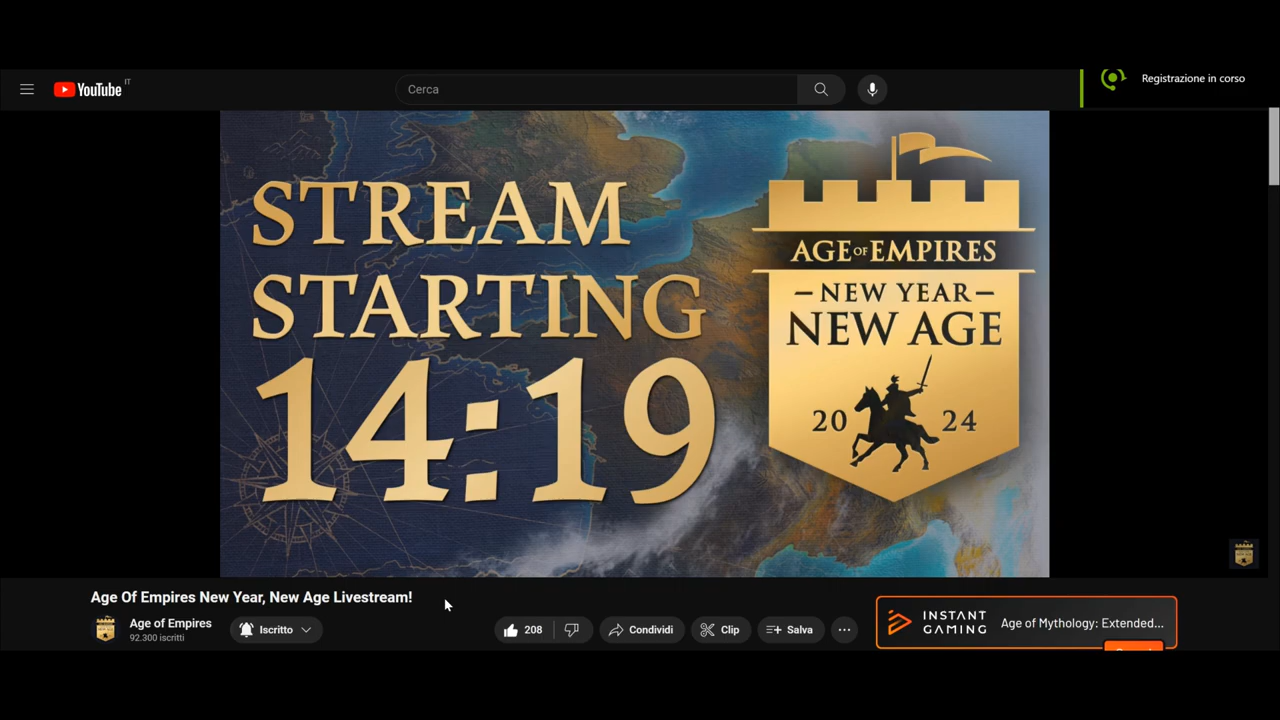 YouTube IT
Cerca
Registrazione in corso
STREAM
STARTING
14:19
AGE OF EMPIRES
NEW YEAR
NEW AGE
20 24
Age Of Empires New Year, New Age Livestream!
Age of Empires
92.300 iscritti
Iscritto
208
Condividi
Clip
Salva
INSTANT
GAMING
Age of Mythology: Extended...